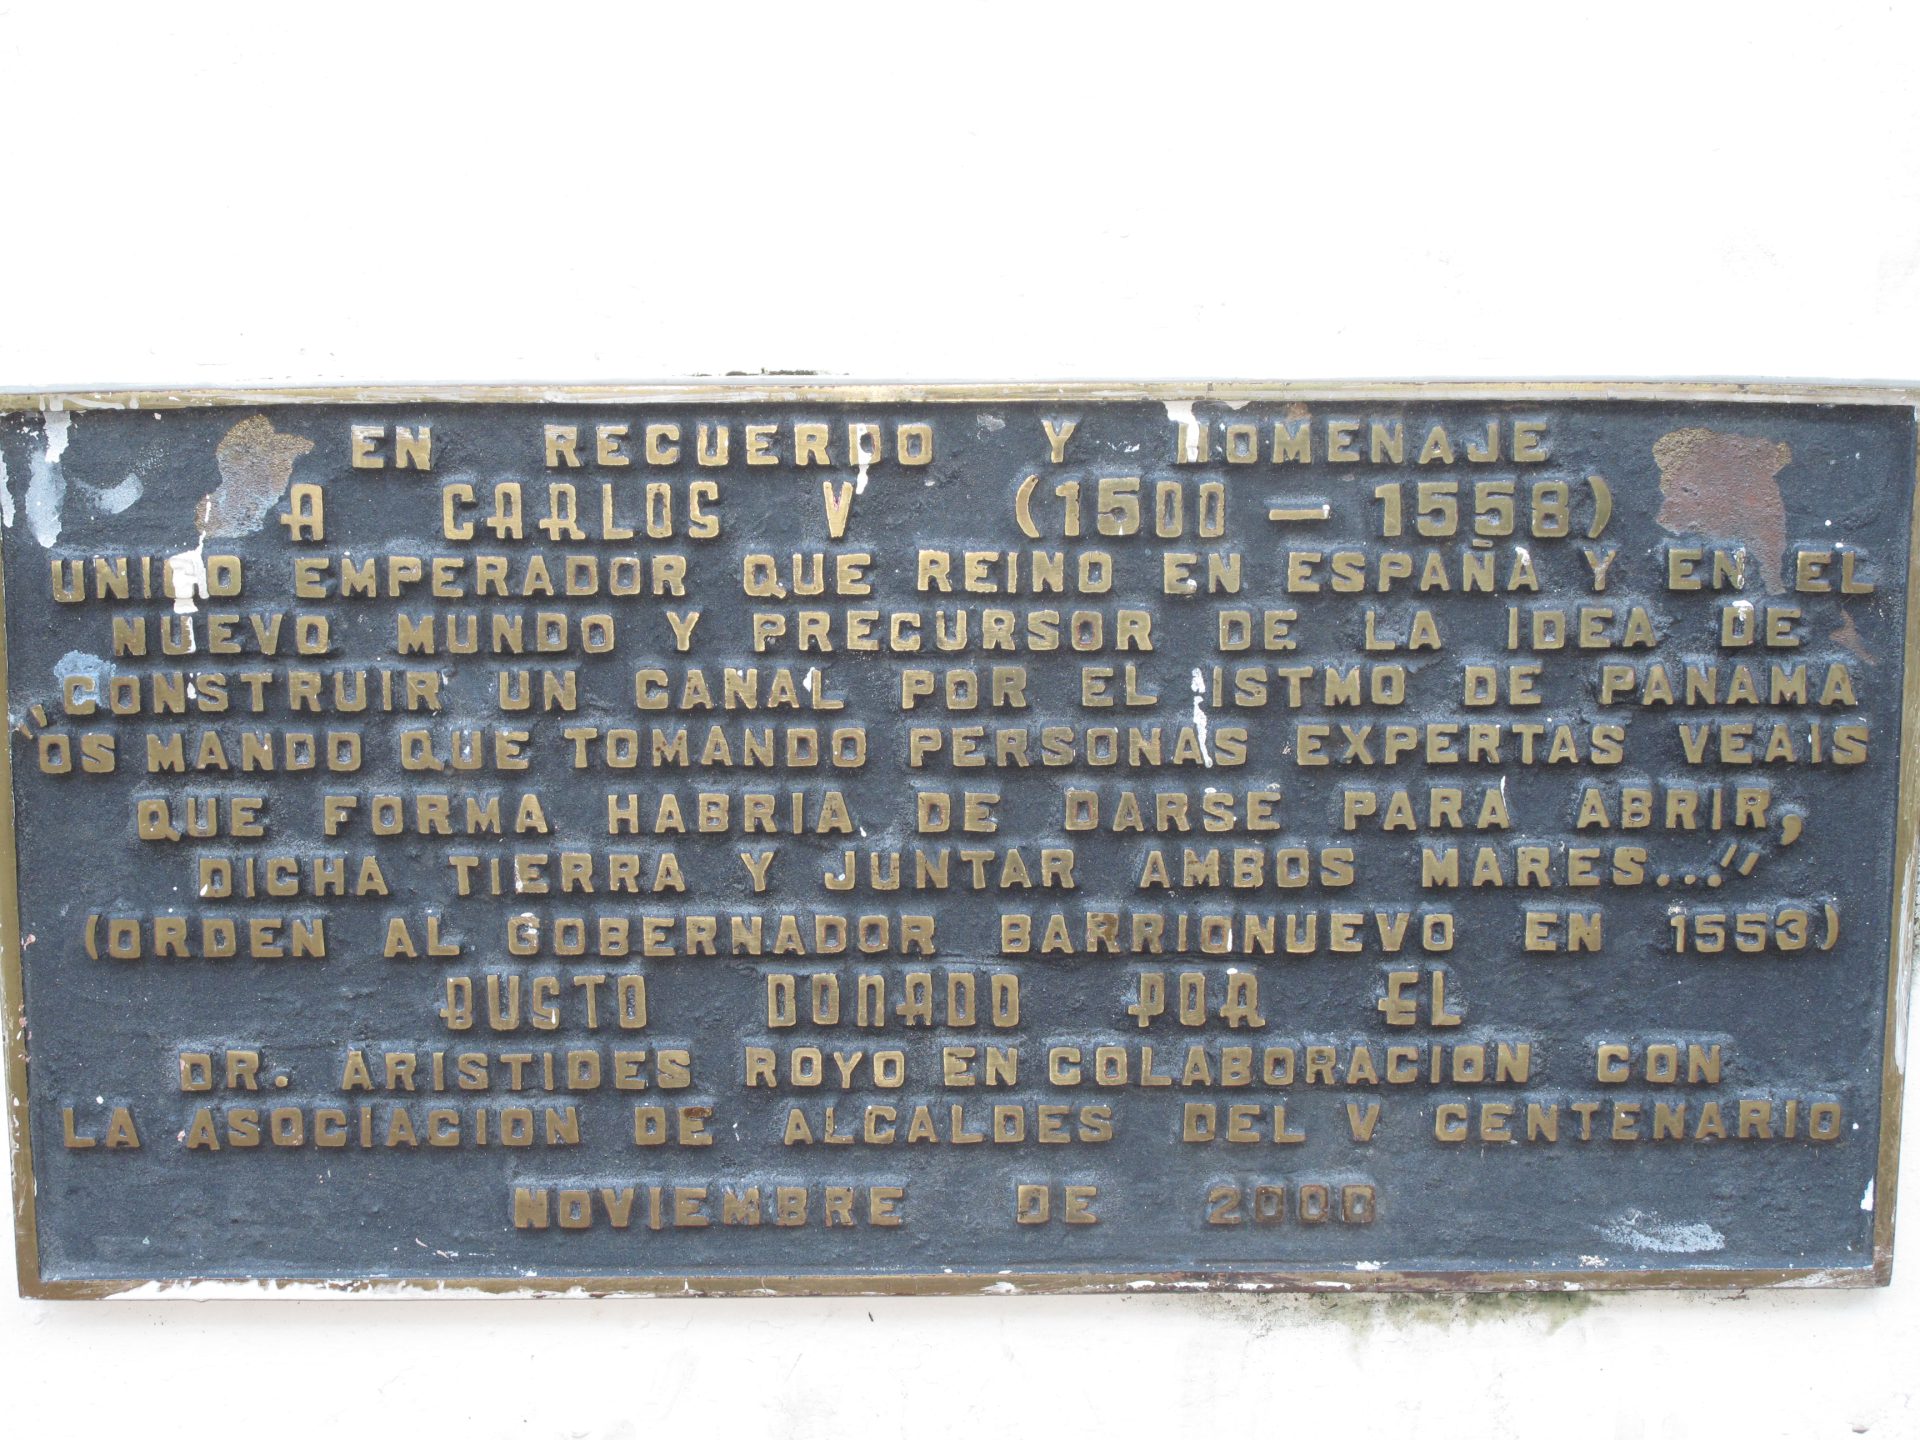 EN RECUERDO Y HOMENAJE
A CARLOS V (1500 — 1558)
UNICO EMPERADOR QUE REINO EN ESPAÑA Y EN EL
NUEVO MUNDO Y PRECURSOR DE LA IDEA DE
CONSTRUIR UN CANAL POR EL ISTMO DE PANAMA
"OS MANDO QUE TOMANDO PERSONAS EXPERTAS VEAIS
QUE FORMA HABRIA DE DARSE PARA ABRIR,
DICHA TIERRA Y JUNTAR AMBOS MARES..."
(ORDEN AL GOBERNADOR BARRIONUEVO EN 1553)
BUSTO DONADO POR EL
DR. ARISTIDES ROYO EN COLABORACION CON
LA ASOCIACION DE ALCALDES DEL V CENTENARIO
NOVIEMBRE DE 2000